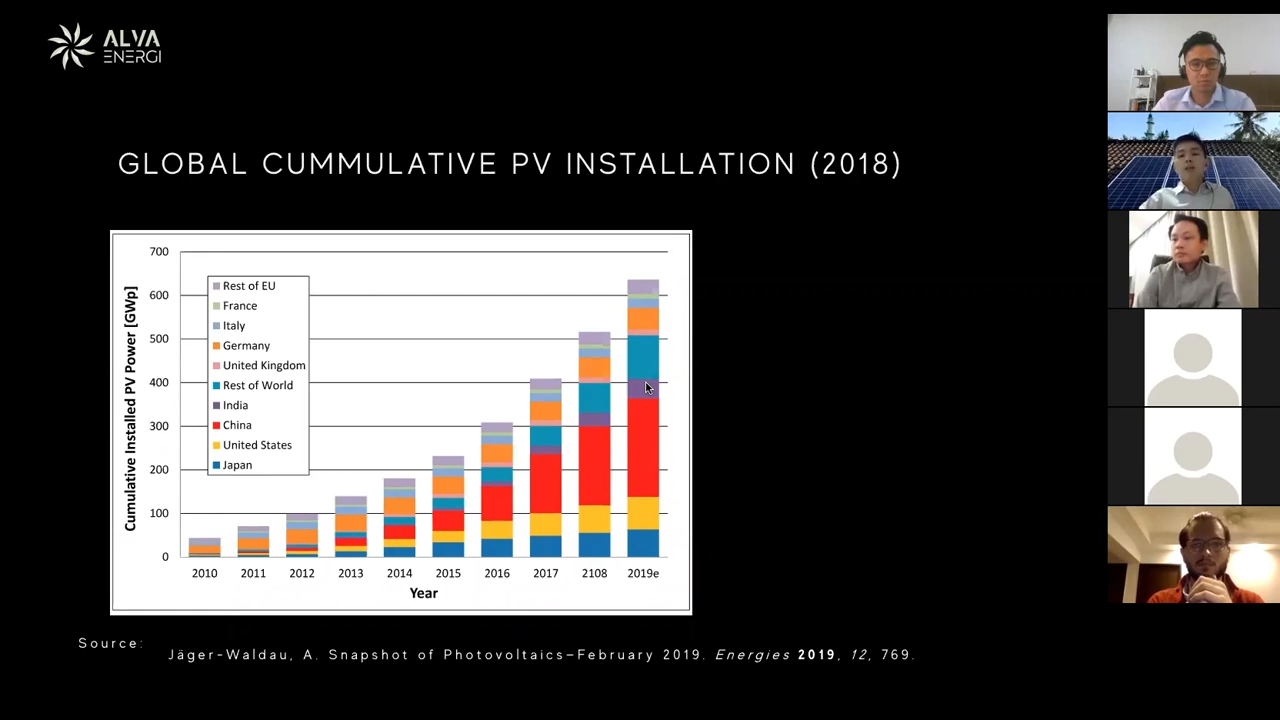 ALVA
ENERGI
GLOBAL CUMMULATIVE PV INSTALLATION (2018)
Cumulative Installed PV Power [GWp]
700
600
500
400
300
200
100
0
Rest of EU
France
Italy
Germany
United Kingdom
Rest of World
India
China
United States
Japan
2010 2011 2012 2013 2014 2015 2016 2017 2108 2019e
Year
Source:
Jäger-Waldau, A. Snapshot of Photovoltaics–February 2019. Energies 2019, 12, 769.